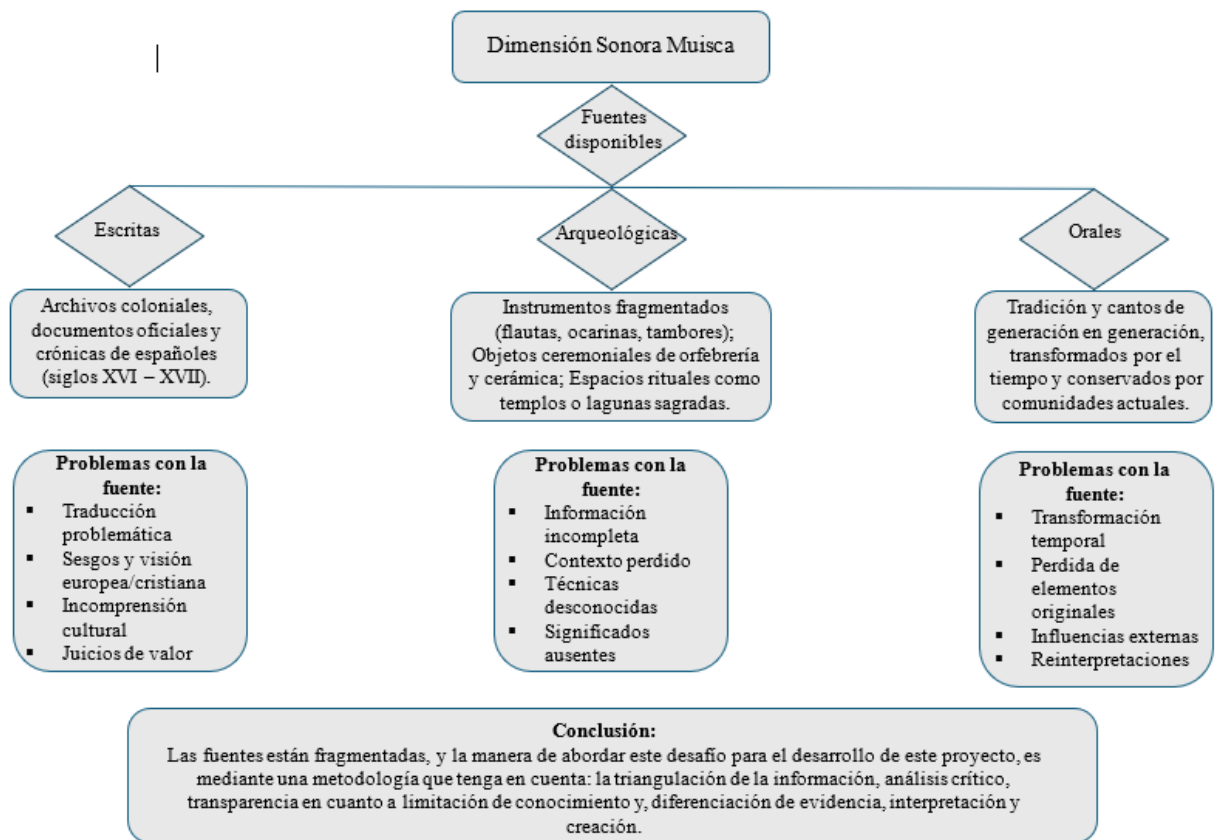 Dimensión Sonora Muisca
Fuentes
disponibles
Escritas
Arqueológicas
Orales
Archivos coloniales,
documentos oficiales y
crónicas de españoles
(siglos XVI – XVII).
Instrumentos fragmentados
(flautas, ocarinas, tambores);
Objetos ceremoniales de orfebrería
y cerámica; Espacios rituales como
templos o lagunas sagradas.
Tradición y cantos de
generación en generación,
transformados por el
tiempo y conservados por
comunidades actuales.
Problemas con la
fuente:
▪ Traducción
problemática
▪ Sesgos y visión
europea/cristiana
▪ Incomprensión
cultural
▪ Juicios de valor
Problemas con la
fuente:
▪ Información
incompleta
▪ Contexto perdido
▪ Técnicas
desconocidas
▪ Significados
ausentes
Problemas con la
fuente:
▪ Transformación
temporal
▪ Perdida de
elementos
originales
▪ Influencias externas
▪ Reinterpretaciones
Conclusión:
Las fuentes están fragmentadas, y la manera de abordar este desafío para el desarrollo de este proyecto, es
mediante una metodología que tenga en cuenta: la triangulación de la información, análisis crítico,
transparencia en cuanto a limitación de conocimiento y, diferenciación de evidencia, interpretación y
creación.